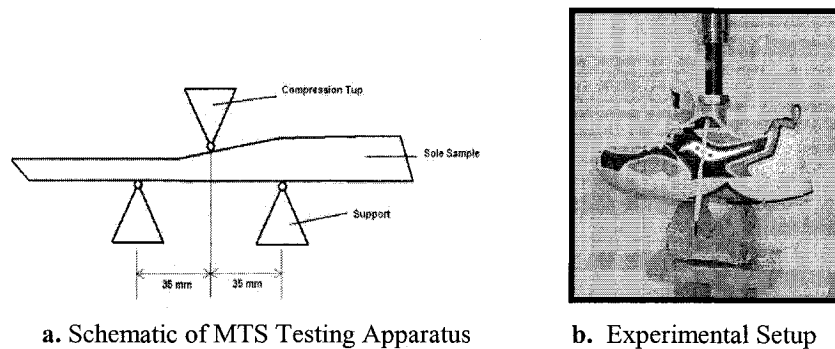 Compression Tup
Sole Sample
Support
35 mm
35 mm
a. Schematic of MTS Testing Apparatus
b. Experimental Setup